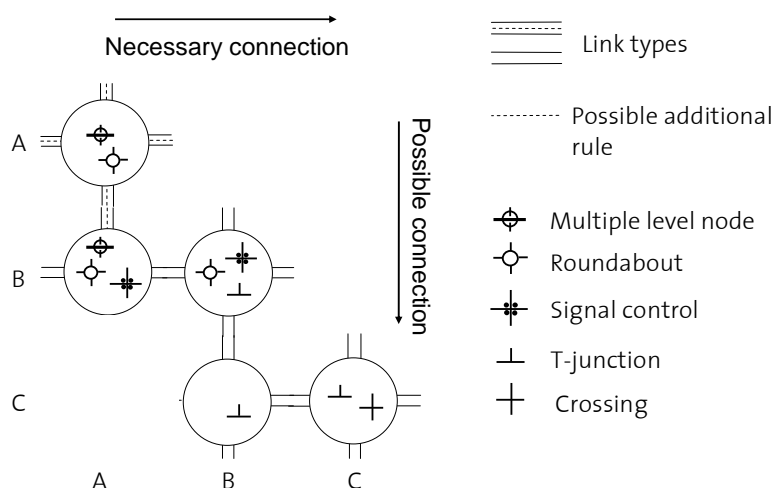 Necessary connection
Link types
A
Possible connection
Possible additional
rule
Multiple level node
B
Roundabout
Signal control
T-junction
C
Crossing
A
B
C